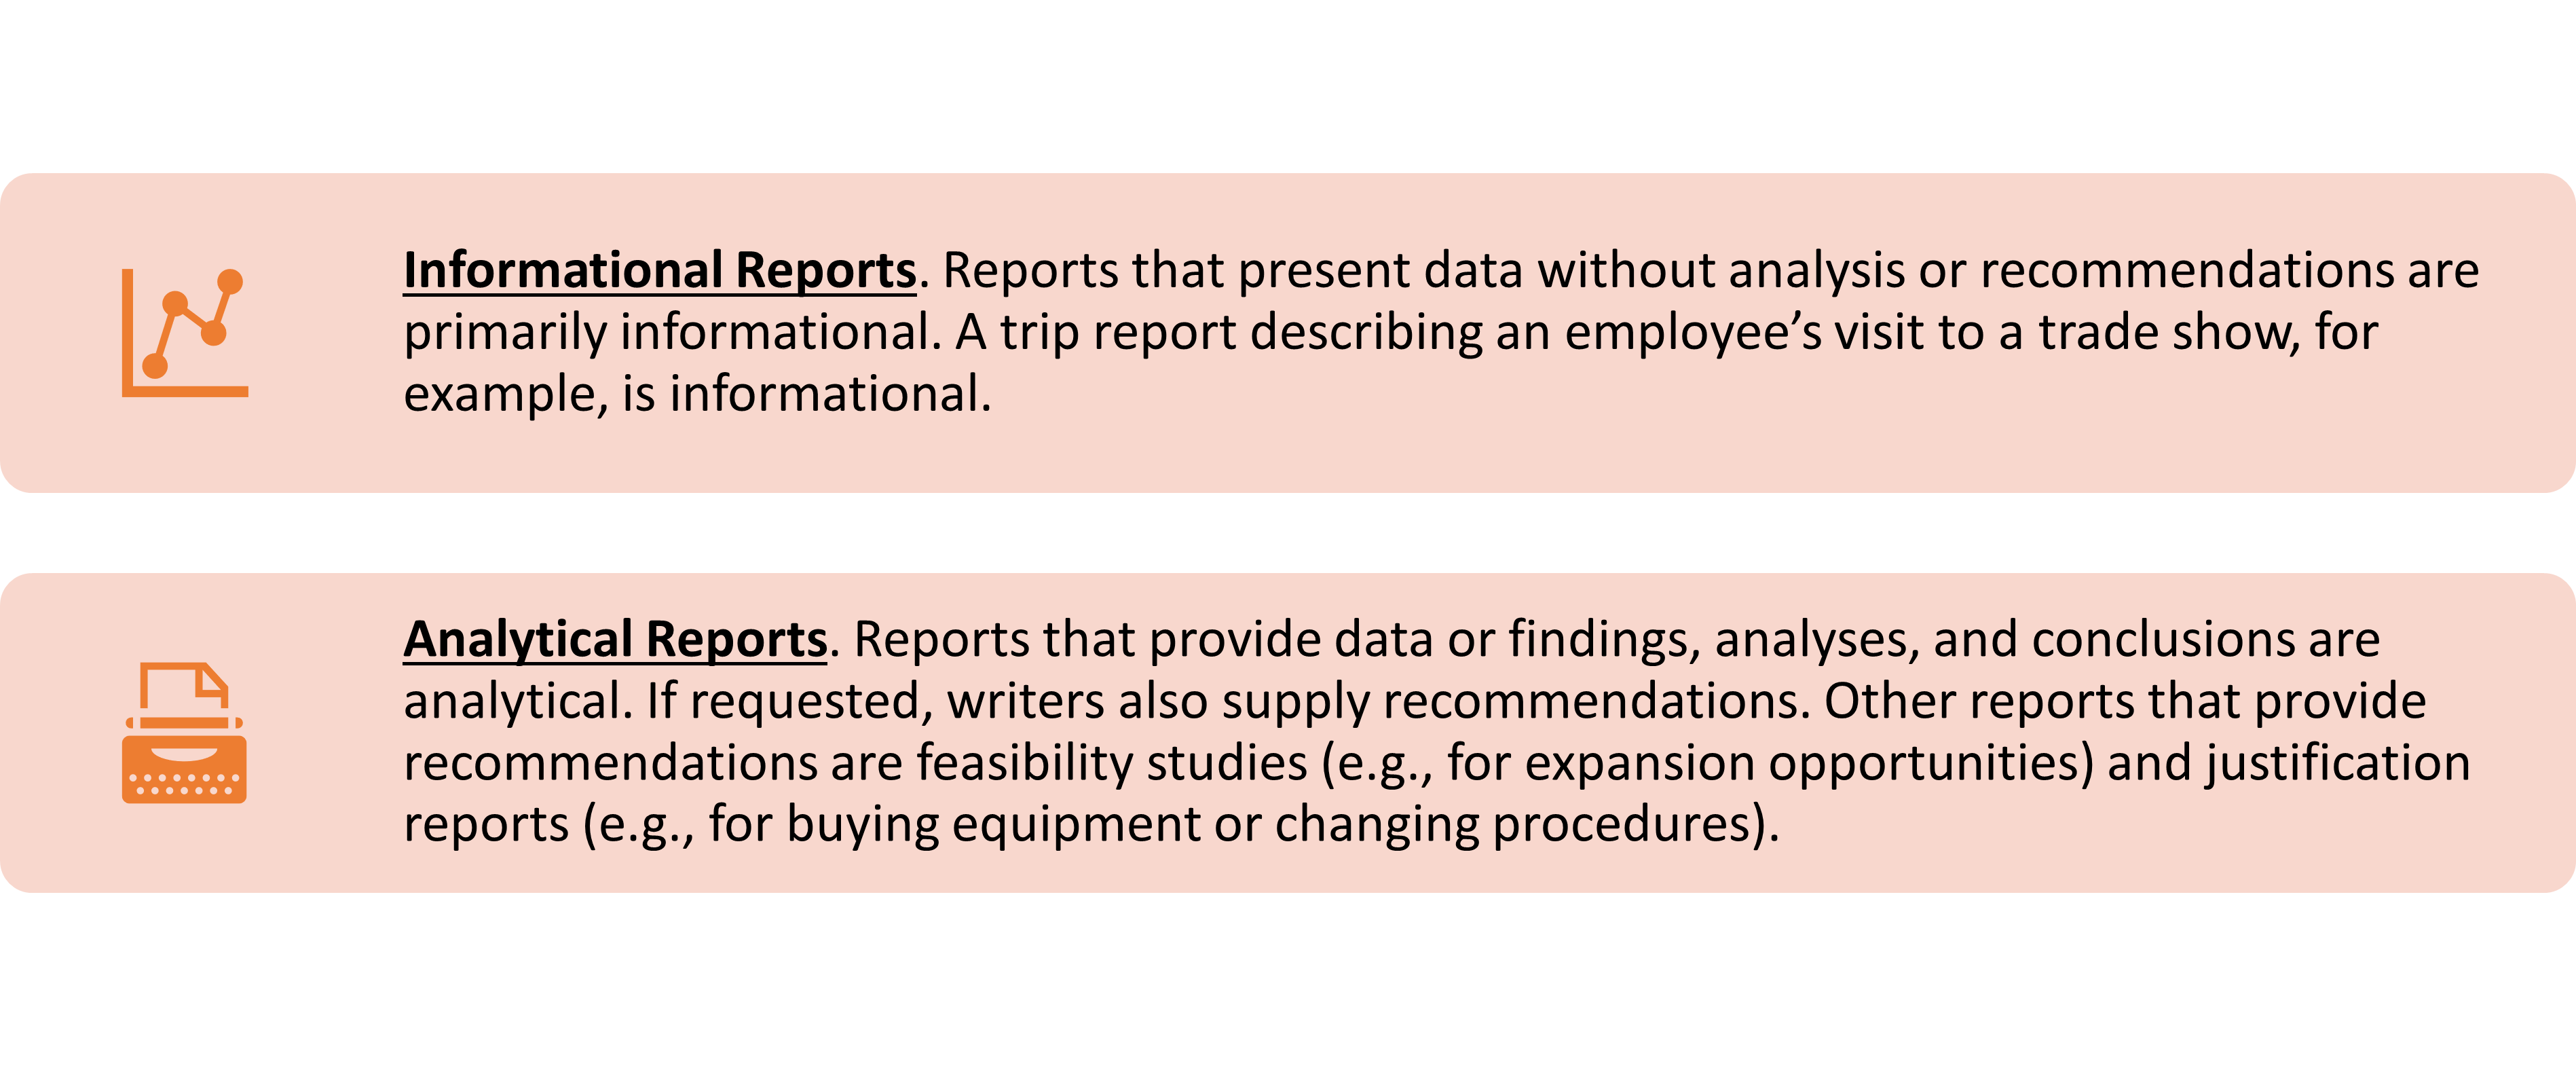 Informational Reports. Reports that present data without analysis or recommendations are
primarily informational. A trip report describing an employee’s visit to a trade show, for
example, is informational.
Analytical Reports. Reports that provide data or findings, analyses, and conclusions are
analytical. If requested, writers also supply recommendations. Other reports that provide
recommendations are feasibility studies (e.g., for expansion opportunities) and justification
reports (e.g., for buying equipment or changing procedures).